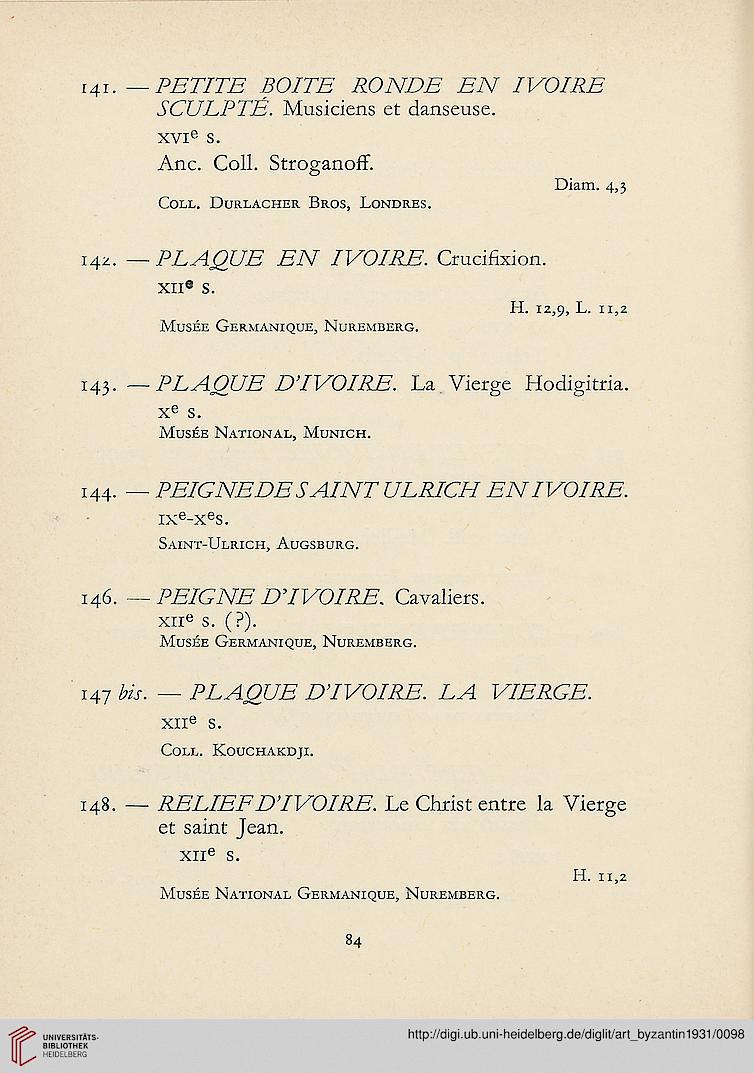 141. — PETITE BOITE RONDE EN IVOIRE
SCULPTÉ. Musiciens et danseuse.
XVIe s.
Anc. Coll. Stroganoff.
Diam. 4,3
Coll. Durlacher Bros, Londres.
142. — PLAQUE EN IVOIRE. Crucifixion.
XIIe s.
H. 12,9, L. 11,2
Musée Germanique, Nuremberg.
143. — PLAQUE D'IVOIRE. La Vierge Hodigitria.
Xe s.
Musée National, Munich.
144. — PEIGNE DE SAINT ULRICH EN IVOIRE.
IXe-Xes.
Saint-Ulrich, Augsburg.
146. — PEIGNE D'IVOIRE. Cavaliers.
XIIe s. (?).
Musée Germanique, Nuremberg.
147 bis. — PLAQUE D'IVOIRE. LA VIERGE.
XIIe s.
Coll. Kouchakdji.
148. — RELIEF D'IVOIRE. Le Christ entre la Vierge
et saint Jean.
XIIe s.
H. 11,2
Musée National Germanique, Nuremberg.
84
UNIVERSITÄTS-
BIBLIOTHEK
HEIDELBERG
http://digi.ub.uni-heidelberg.de/diglit/art_byzantin1931/0098